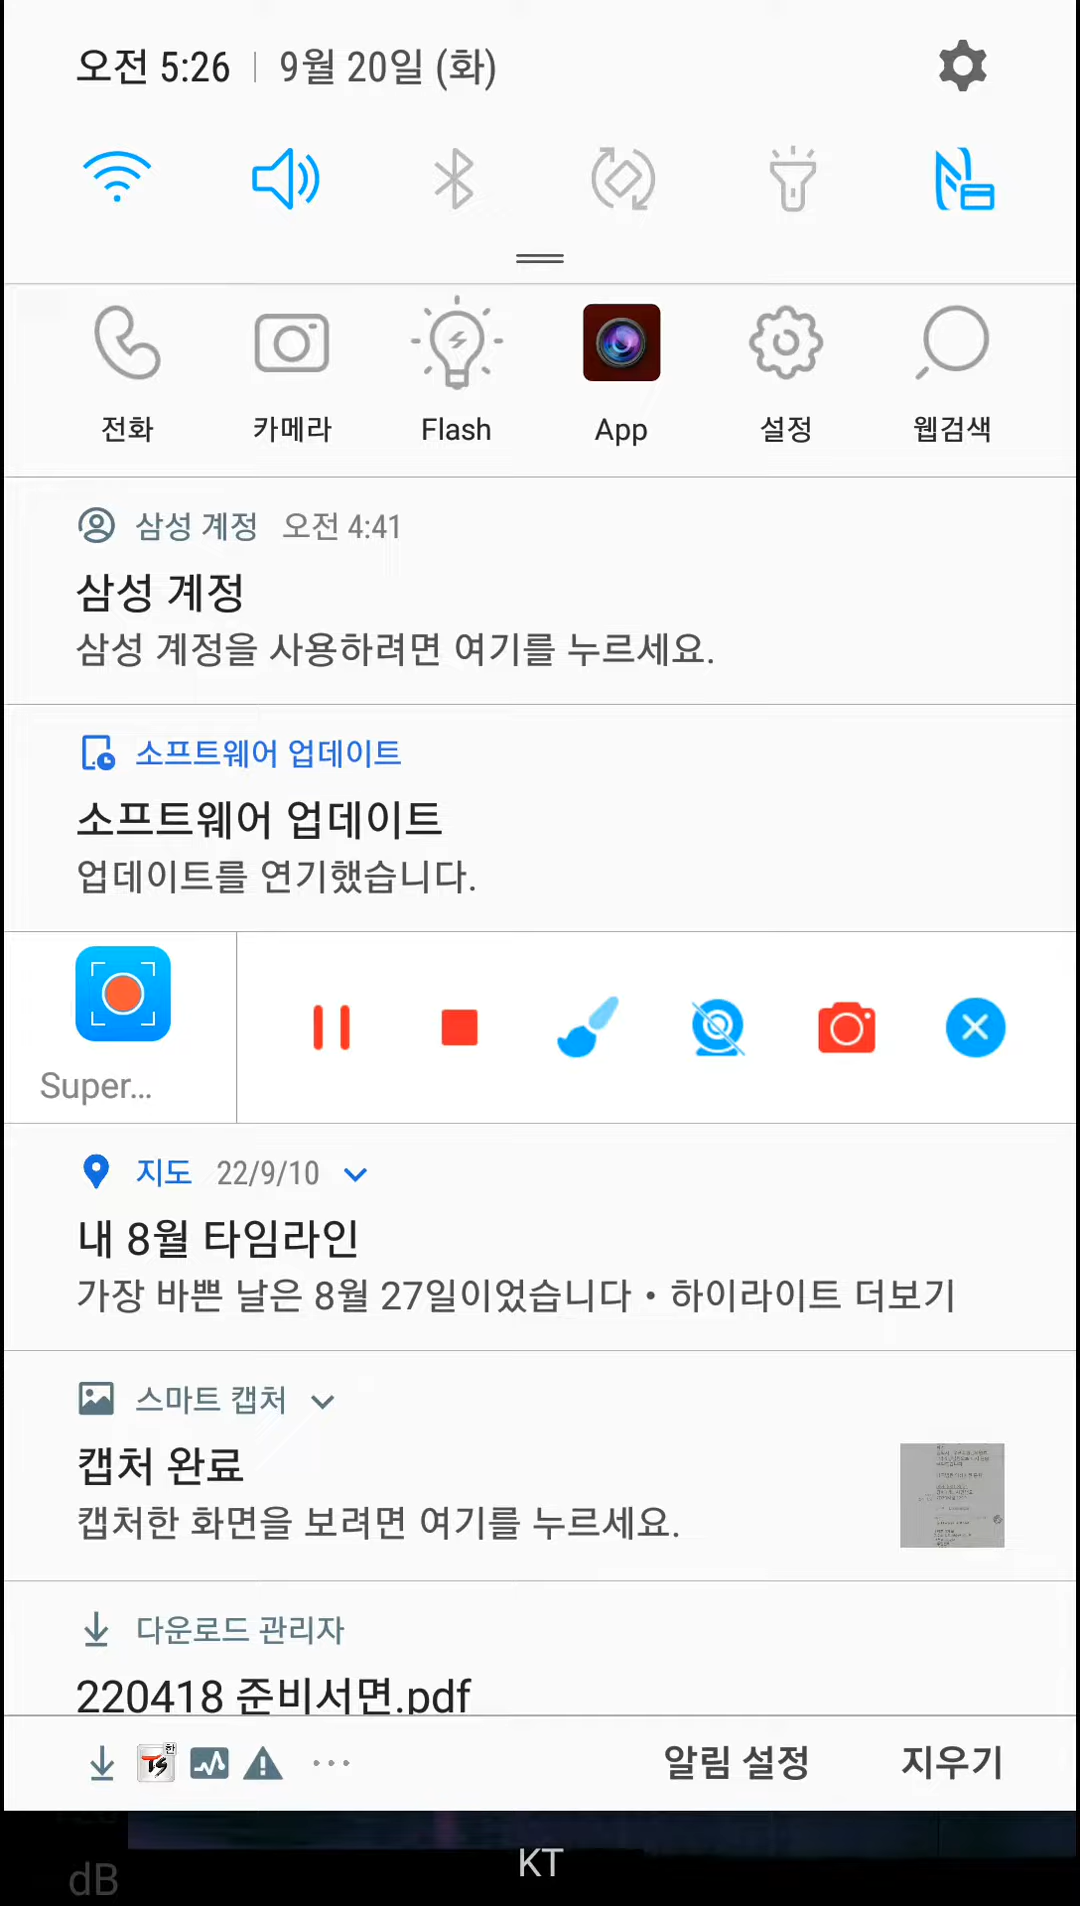 오전 5:26 | 9월 20일 (화)
전화 카메라 Flash App 설정 웹검색
삼성 계정 오전 4:41
삼성 계정
삼성 계정을 사용하려면 여기를 누르세요.
소프트웨어 업데이트
소프트웨어 업데이트
업데이트를 연기했습니다.
Super...
지도 22/9/10
내 8월 타임라인
가장 바쁜 날은 8월 27일이었습니다 • 하이라이트 더보기
스마트 캡처
캡처 완료
캡처한 화면을 보려면 여기를 누르세요.
다운로드 관리자
220418 준비서면.pdf
TS 한 ... 알림 설정 지우기
KT
dB